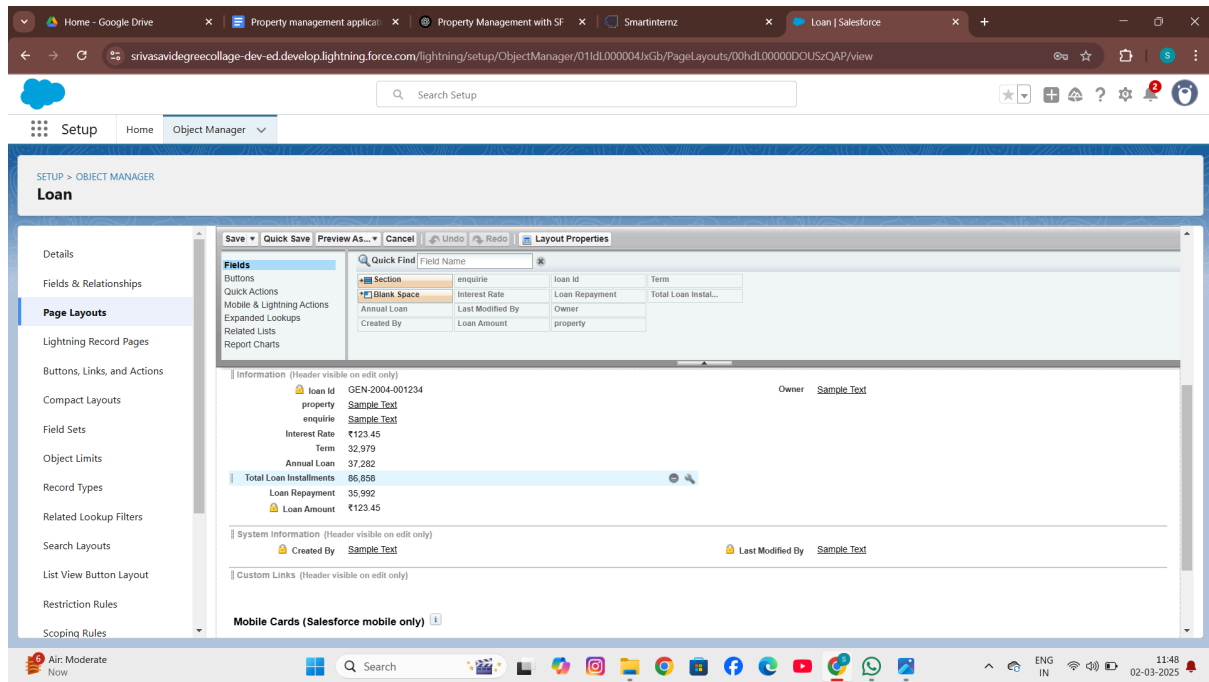 Home - Google Drive
Property management applicati
Property Management with SF
Smartinternz
Loan | Salesforce
srivasavidegreecollage-dev-ed.develop.lightning.force.com/lightning/setup/ObjectManager/01IdL000004JxGb/PageLayouts/00hdL00000DOUSzQAP/view
S
Search Setup
2
Setup
Home
Object Manager
SETUP > OBJECT MANAGER
Loan
Details
Fields & Relationships
Page Layouts
Lightning Record Pages
Buttons, Links, and Actions
Compact Layouts
Field Sets
Object Limits
Record Types
Related Lookup Filters
Search Layouts
List View Button Layout
Restriction Rules
Scoping Rules
Save Quick Save Preview As... Cancel Undo Redo Layout Properties
Fields
Buttons
Quick Actions
Mobile & Lightning Actions
Expanded Lookups
Related Lists
Report Charts
Quick Find Field Name
Section enquirie loan Id Term
Blank Space Interest Rate Loan Repayment Total Loan Instal...
Annual Loan Last Modified By Owner
Created By Loan Amount property
Information (Header visible on edit only)
loan Id GEN-2004-001234 Owner Sample Text
property Sample Text
enquirie Sample Text
Interest Rate ₹123.45
Term 32,979
Annual Loan 37,282
Total Loan Installments 86,858
Loan Repayment 35,992
Loan Amount ₹123.45
System Information (Header visible on edit only)
Created By Sample Text Last Modified By Sample Text
Custom Links (Header visible on edit only)
Mobile Cards (Salesforce mobile only) i
6
Air: Moderate
Now
Search
S
ENG
IN
11:48
02-03-2025